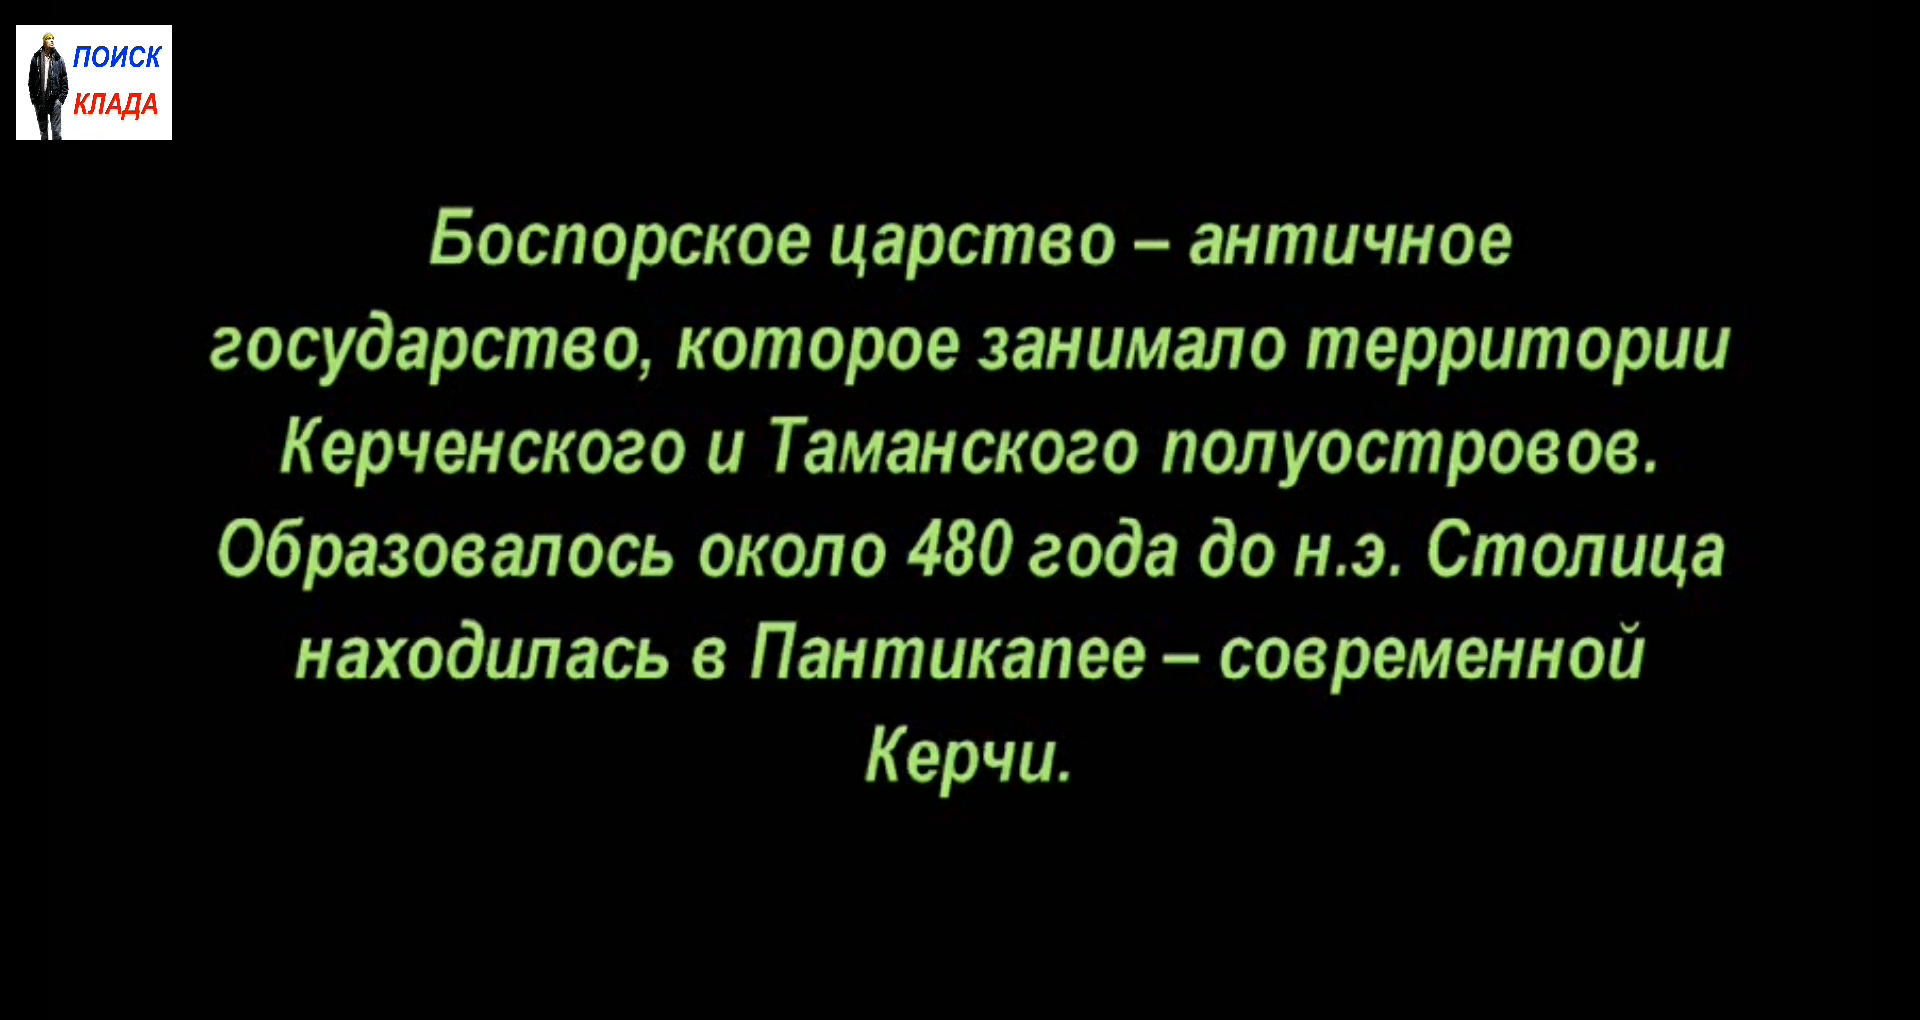 ПОИСК
КЛАДА
Боспорское царство – античное
государство, которое занимало территории
Керченского и Таманского полуостровов.
Образовалось около 480 года до н.э. Столица
находилась в Пантикапее – современной
Керчи.